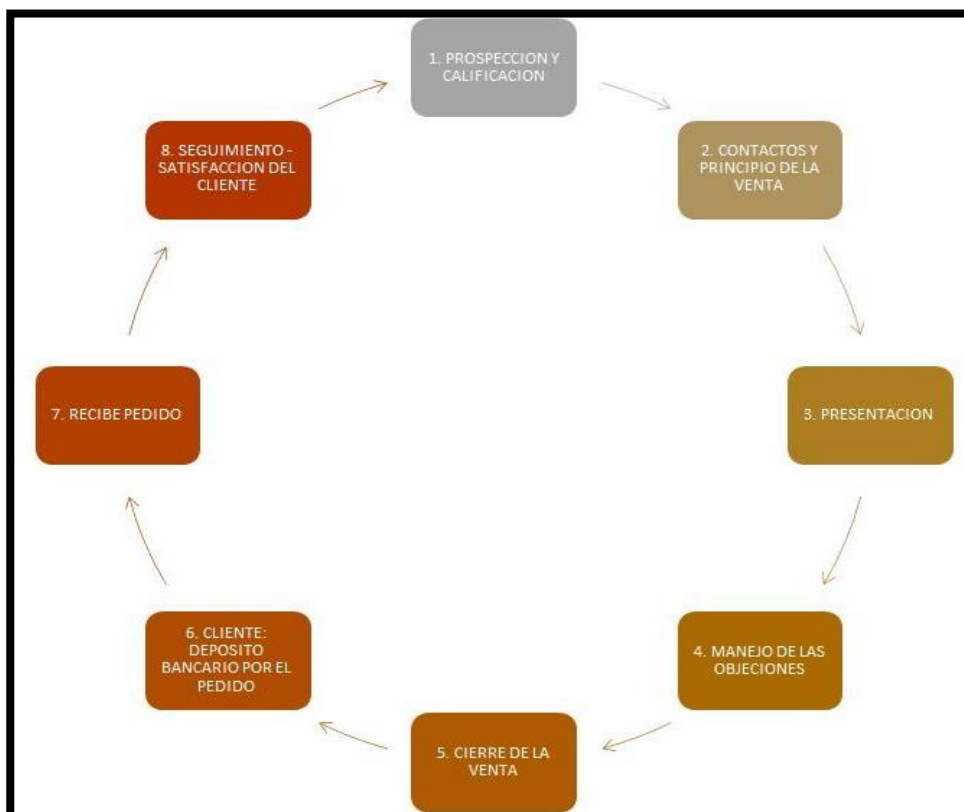 1. PROSPECCION Y
CALIFICACION
2. CONTACTOS Y
PRINCIPIO DE LA
VENTA
3. PRESENTACION
4. MANEJO DE LAS
OBJECIONES
5. CIERRE DE LA
VENTA
6. CLIENTE:
DEPOSITO
BANCARIO POR EL
PEDIDO
7. RECIBE PEDIDO
8. SEGUIMIENTO -
SATISFACCION DEL
CLIENTE